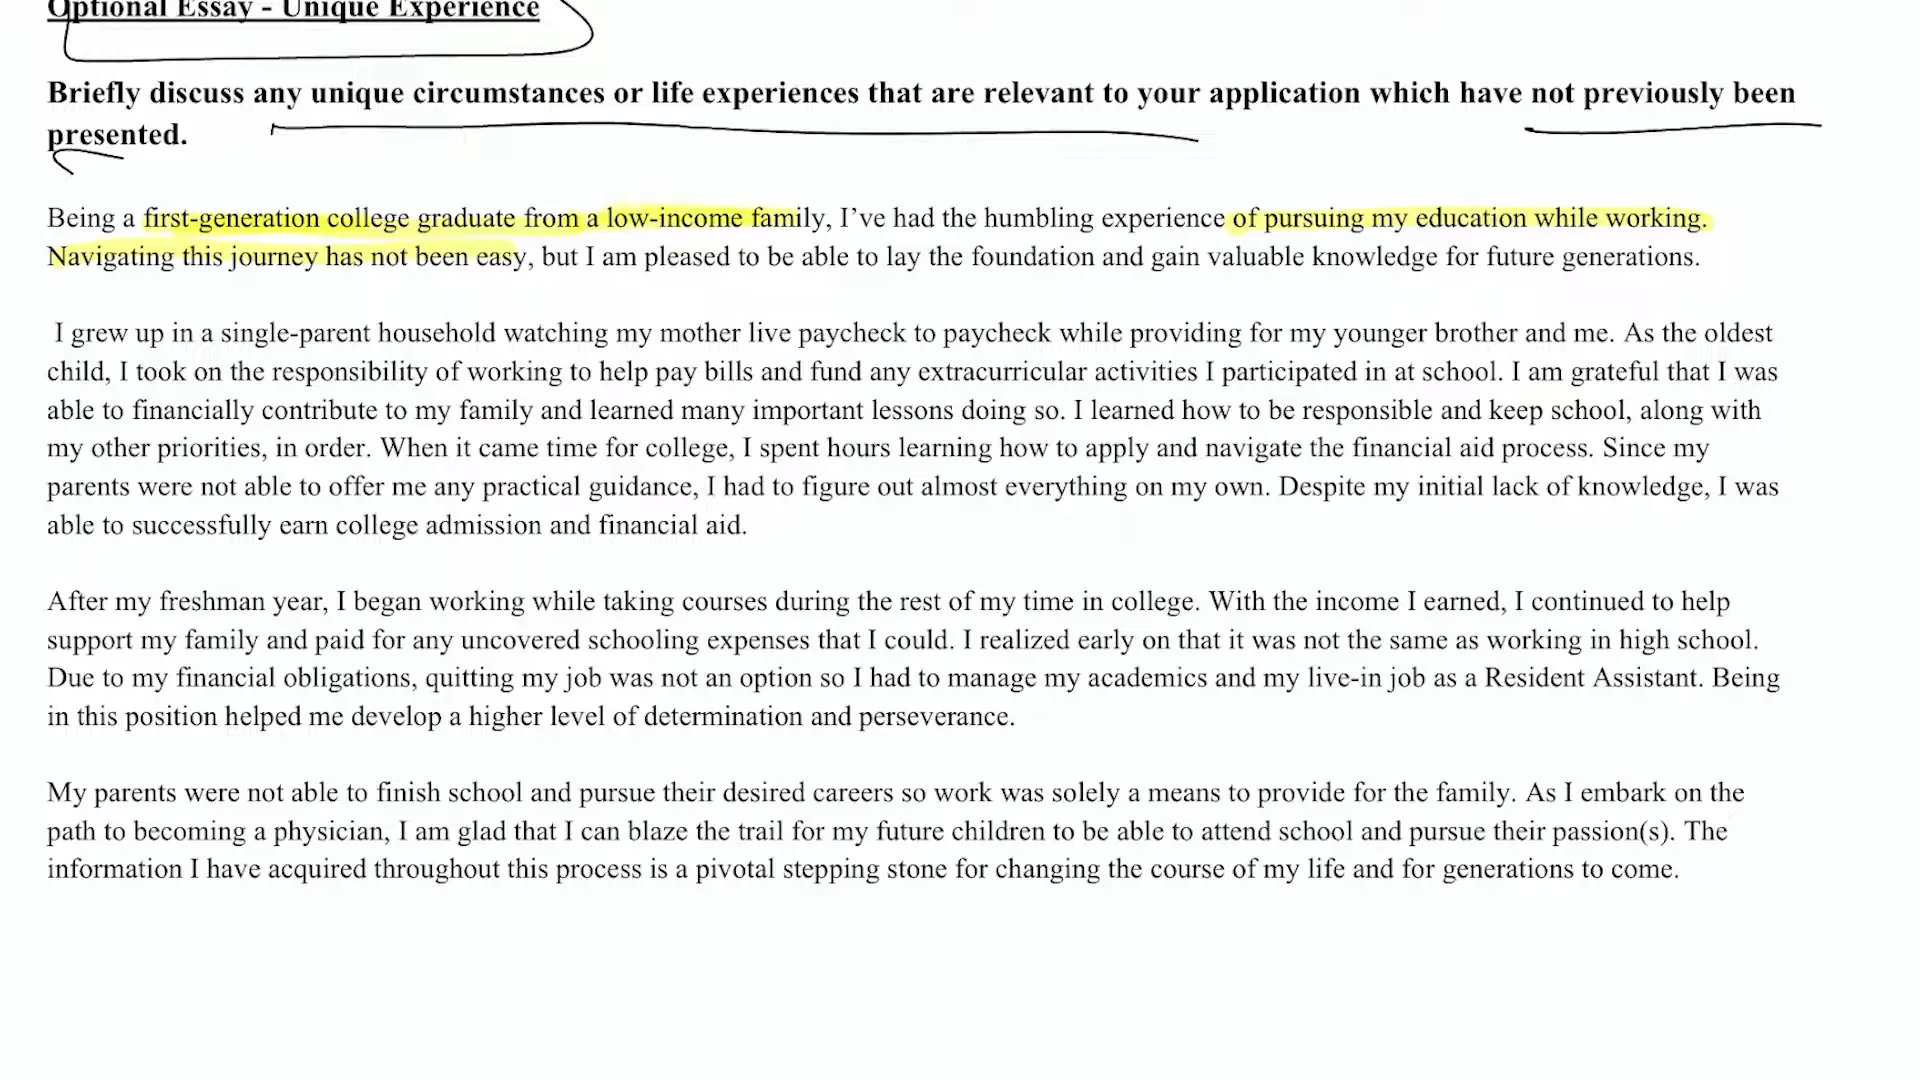 Optional Essay - Unique Experience
Briefly discuss any unique circumstances or life experiences that are relevant to your application which have not previously been
presented.
Being a first-generation college graduate from a low-income family, I’ve had the humbling experience of pursuing my education while working.
Navigating this journey has not been easy, but I am pleased to be able to lay the foundation and gain valuable knowledge for future generations.
I grew up in a single-parent household watching my mother live paycheck to paycheck while providing for my younger brother and me. As the oldest
child, I took on the responsibility of working to help pay bills and fund any extracurricular activities I participated in at school. I am grateful that I was
able to financially contribute to my family and learned many important lessons doing so. I learned how to be responsible and keep school, along with
my other priorities, in order. When it came time for college, I spent hours learning how to apply and navigate the financial aid process. Since my
parents were not able to offer me any practical guidance, I had to figure out almost everything on my own. Despite my initial lack of knowledge, I was
able to successfully earn college admission and financial aid.
After my freshman year, I began working while taking courses during the rest of my time in college. With the income I earned, I continued to help
support my family and paid for any uncovered schooling expenses that I could. I realized early on that it was not the same as working in high school.
Due to my financial obligations, quitting my job was not an option so I had to manage my academics and my live-in job as a Resident Assistant. Being
in this position helped me develop a higher level of determination and perseverance.
My parents were not able to finish school and pursue their desired careers so work was solely a means to provide for the family. As I embark on the
path to becoming a physician, I am glad that I can blaze the trail for my future children to be able to attend school and pursue their passion(s). The
information I have acquired throughout this process is a pivotal stepping stone for changing the course of my life and for generations to come.